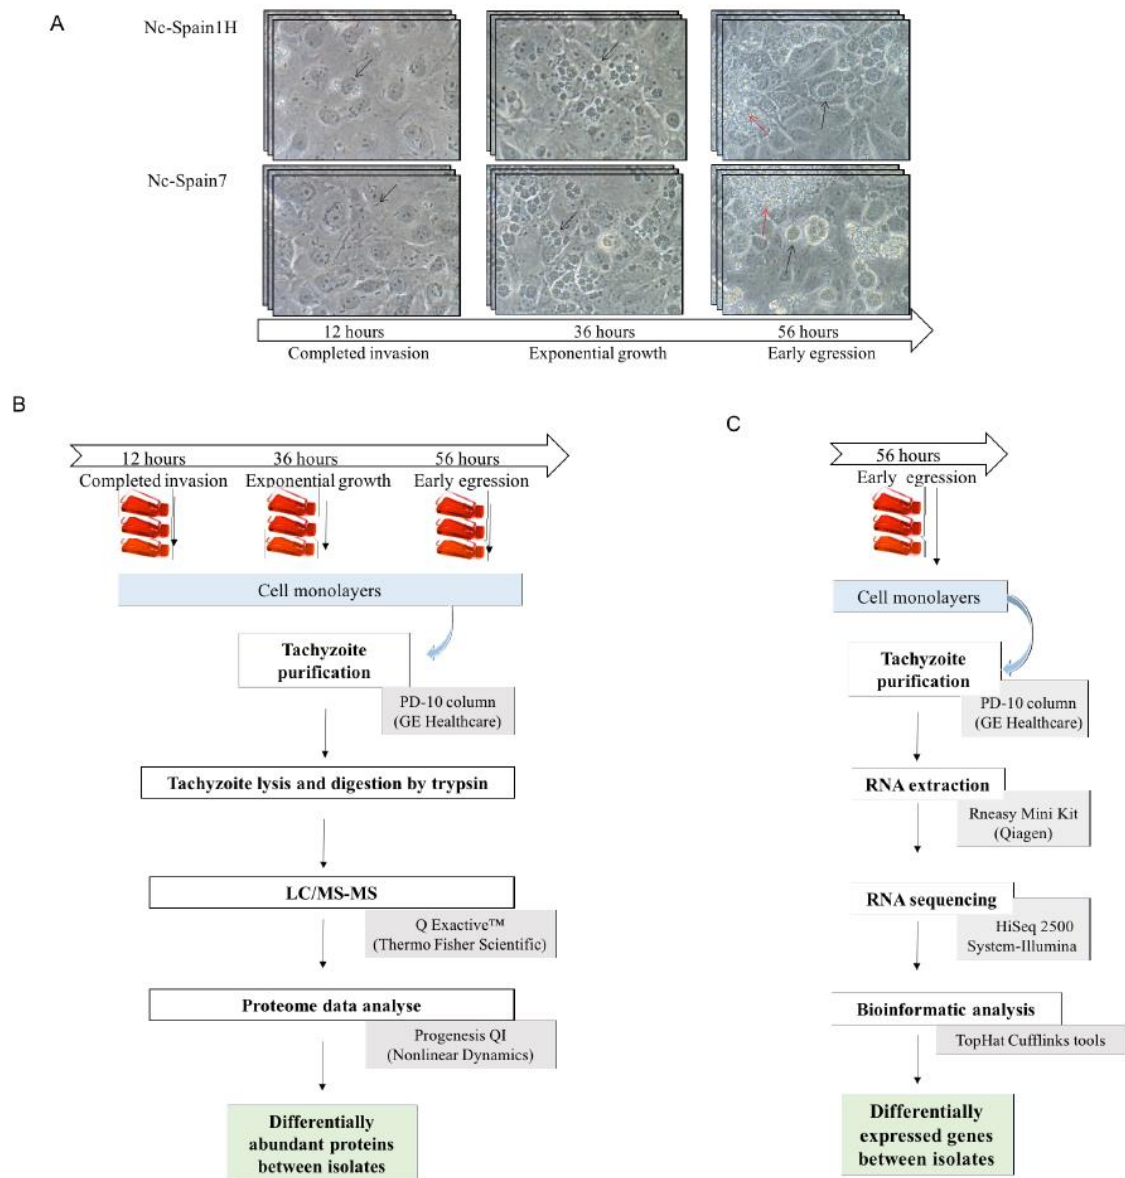 A
Nc-Spain1H
Nc-Spain7
12 hours
36 hours
56 hours
Completed invasion
Exponential growth
Early egression
B
12 hours
36 hours
56 hours
Completed invasion
Exponential growth
Early egression
Cell monolayers
Tachyzoite
purification
PD-10 column
(GE Healthcare)
Tachyzoite lysis and digestion by trypsin
LC/MS-MS
Q Exactive™
(Thermo Fisher Scientific)
Proteome data analyse
Progenesis QI
(Nonlinear Dynamics)
Differentially
abundant proteins
between isolates
C
56 hours
Early egression
Cell monolayers
Tachyzoite
purification
PD-10 column
(GE Healthcare)
RNA extraction
Rneasy Mini Kit
(Qiagen)
RNA sequencing
HiSeq 2500
System-Illumina
Bioinformatic analysis
TopHat Cufflinks tools
Differentially
expressed genes
between isolates